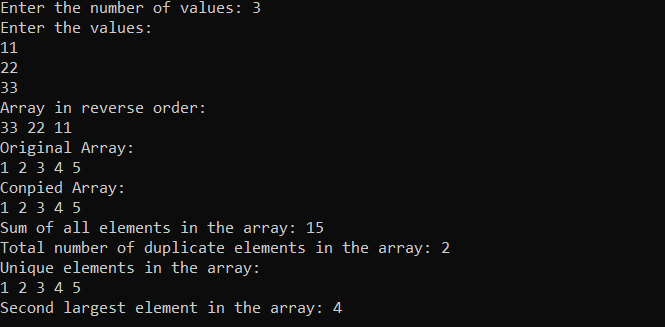 Enter the number of values: 3
Enter the values:
11
22
33
Array in reverse order:
33 22 11
Original Array:
1 2 3 4 5
Conpied Array:
1 2 3 4 5
Sum of all elements in the array: 15
Total number of duplicate elements in the array: 2
Unique elements in the array:
1 2 3 4 5
Second largest element in the array: 4